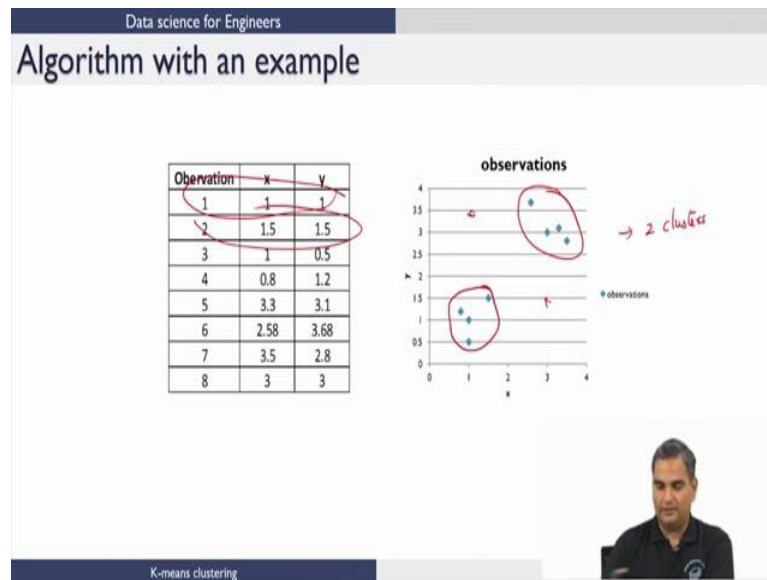 Data science for Engineers
Algorithm with an example
Obervation x y
1 1 1
2 1.5 1.5
3 1 0.5
4 0.8 1.2
5 3.3 3.1
6 2.58 3.68
7 3.5 2.8
8 3 3
observations
4
3.5
3
2.5
2
1.5
1
0.5
0
y
0 1 2 3 4
x
observations
→ 2 clusters
K-means clustering